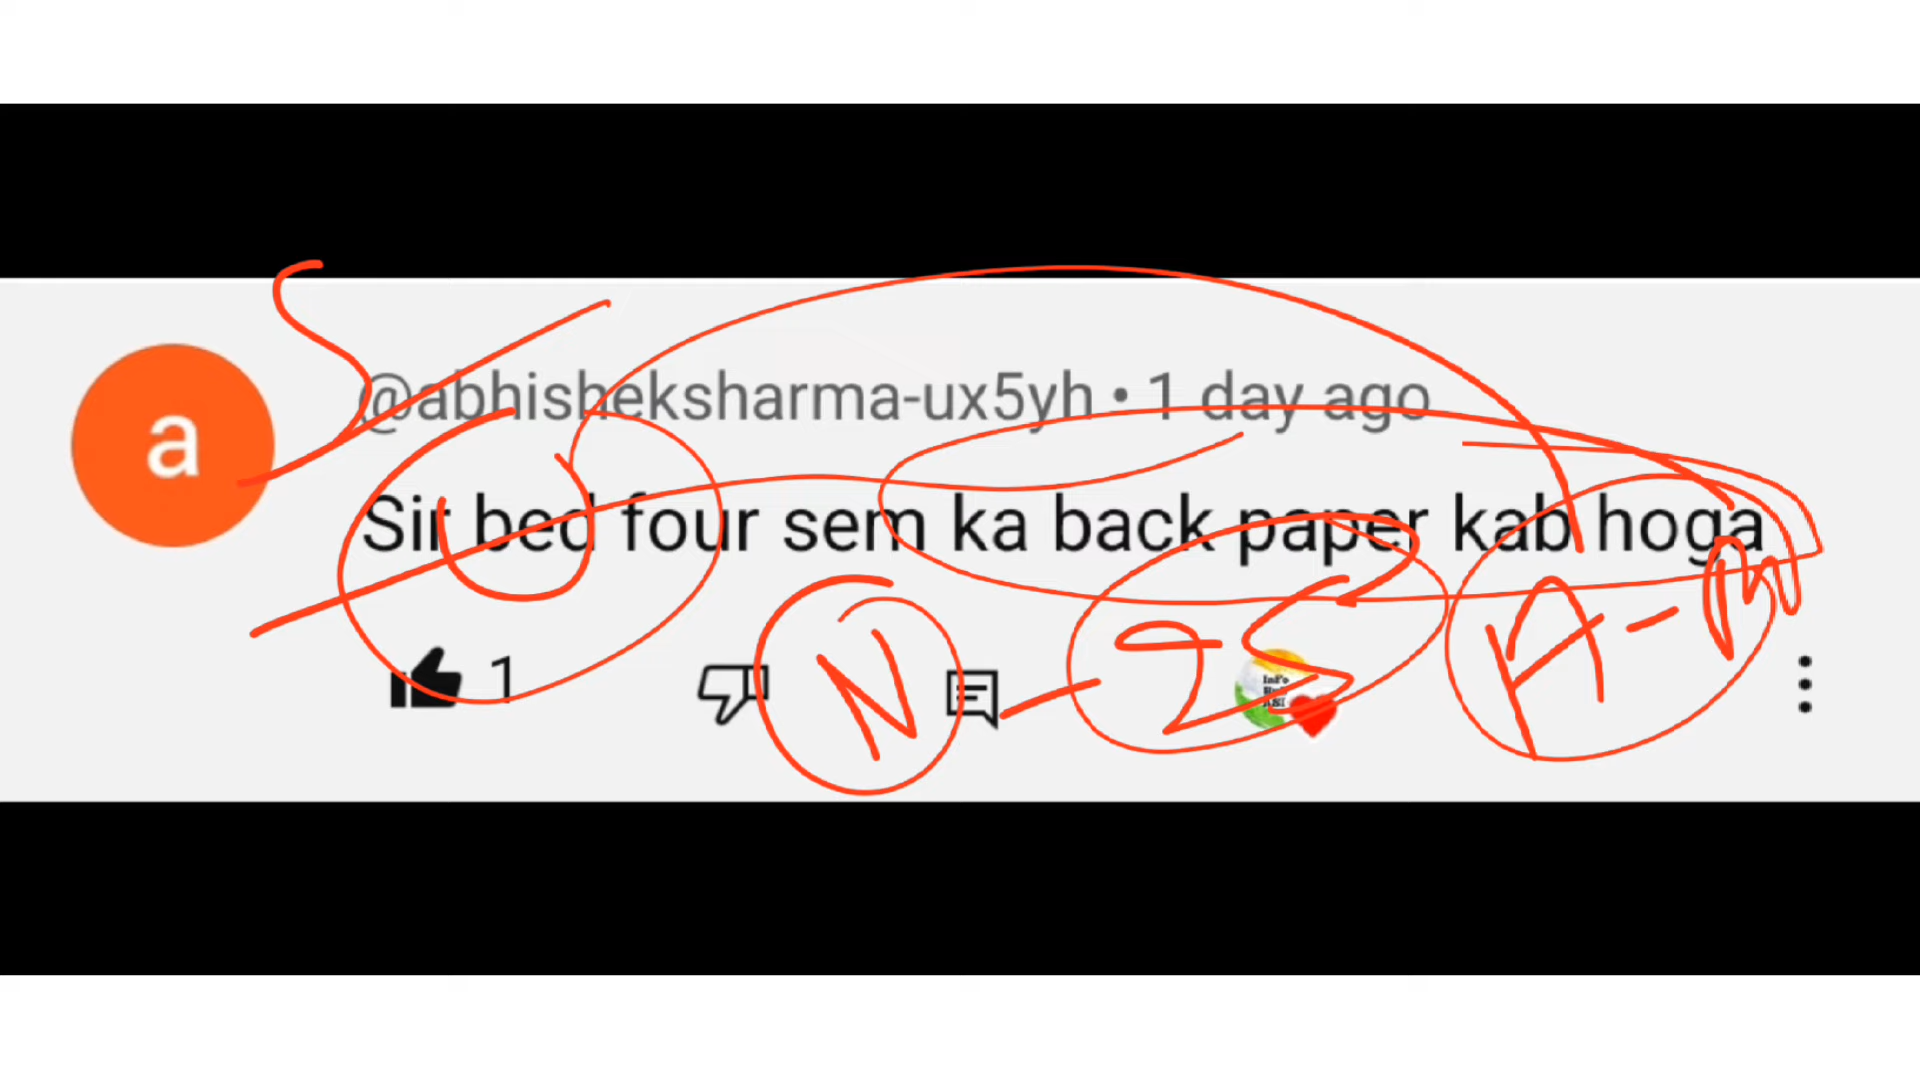 a
@abhisheksharma-ux5yh • 1 day ago
Sir bed four sem ka back paper kab hoga
1
N - 25 A - M